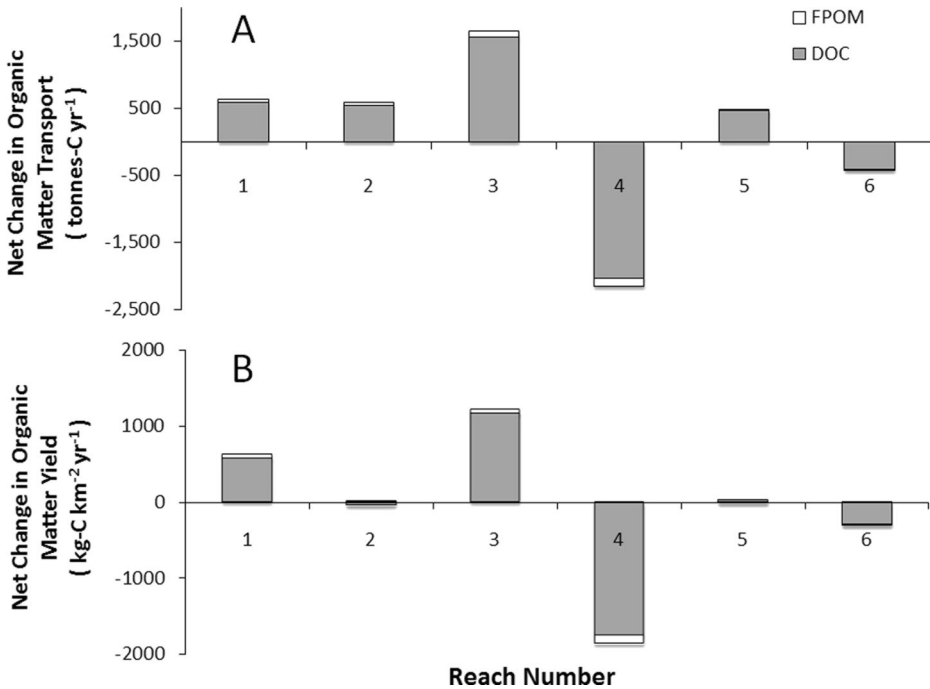 A
FPOM
DOC
Net Change in Organic
Matter Transport
( tonnes-C yr-1)
1,500
500
-500
-1,500
-2,500
1 2 3 4 5 6
B
Net Change in Organic
Matter Yield
( kg-C km-2 yr-1)
2000
1000
0
-1000
-2000
1 2 3 4 5 6
Reach Number